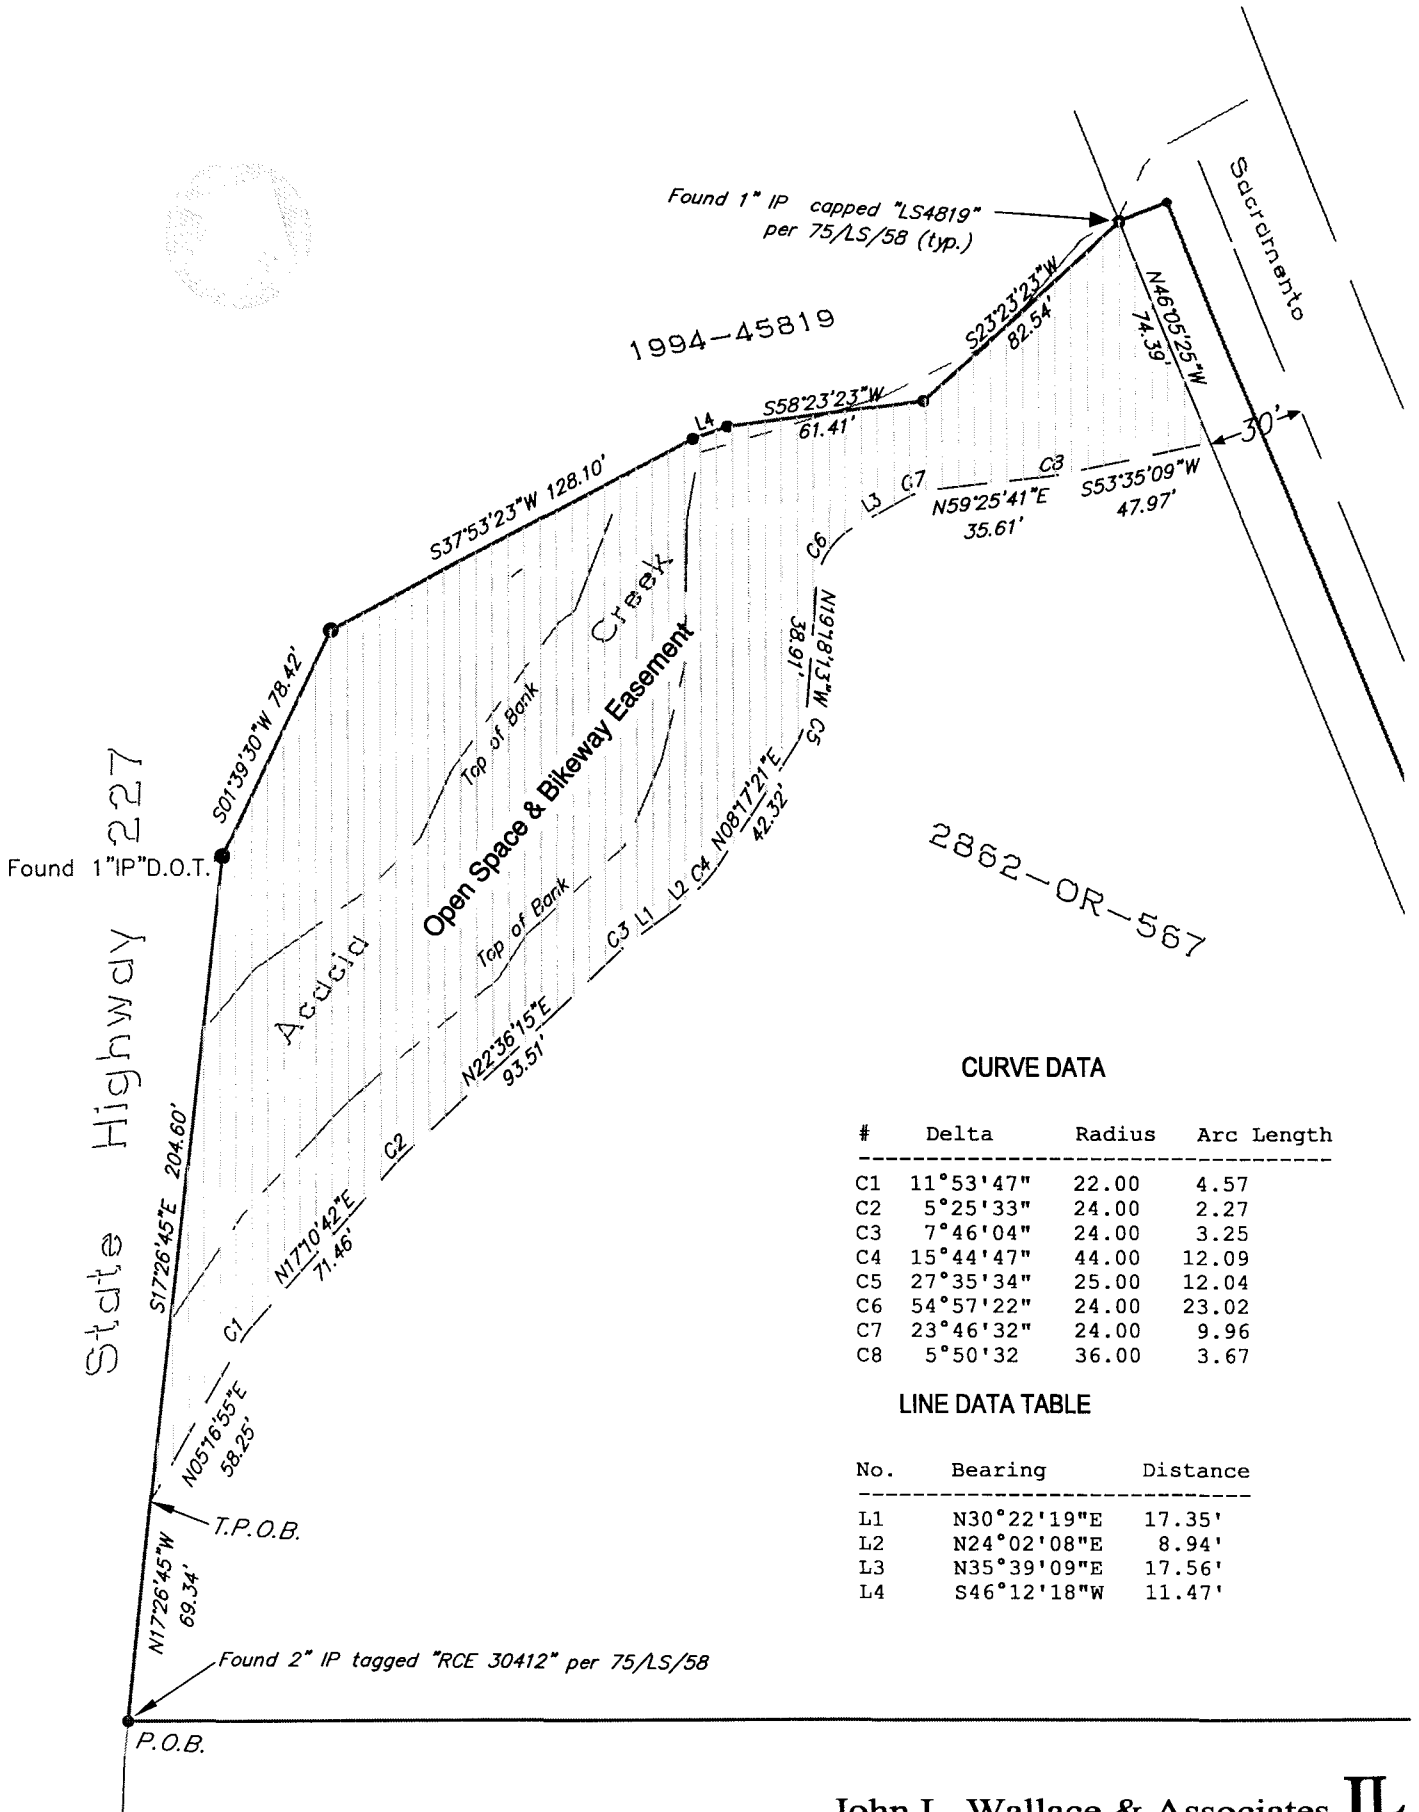 Sacramento
Found 1" IP capped "LS4819"
per 75/LS/58 (typ.)
N46°05'25"W
74.39'
S23°23'23"W
82.54'
1994-45819
L4
S58°23'23"W
61.41'
30'
C8
S53°35'09"W
47.97'
C7
N59°25'41"E
35.61'
L3
C6
S37°53'23"W 128.10'
Creek
N19°18'13"W
38.91'
C5
Open Space & Bikeway Easement
Top of Bank
S01°39'30"W 78.42'
N08°17'21"E
42.32'
State Highway 227
Found 1"IP"D.O.T.
2862-OR-567
C4
L2
L1
C3
Top of Bank
Acacia
N22°36'15"E
93.51'
C2
S17°26'45"E 204.60'
N17°10'42"E
71.46'
C1
N05°16'55"E
58.25'
T.P.O.B.
N17°26'45"W
69.34'
Found 2" IP tagged "RCE 30412" per 75/LS/58
P.O.B.
CURVE DATA
# Delta Radius Arc Length
C1 11°53'47" 22.00 4.57
C2 5°25'33" 24.00 2.27
C3 7°46'04" 24.00 3.25
C4 15°44'47" 44.00 12.09
C5 27°35'34" 25.00 12.04
C6 54°57'22" 24.00 23.02
C7 23°46'32" 24.00 9.96
C8 5°50'32 36.00 3.67
LINE DATA TABLE
No. Bearing Distance
L1 N30°22'19"E 17.35'
L2 N24°02'08"E 8.94'
L3 N35°39'09"E 17.56'
L4 S46°12'18"W 11.47'
John L. Wallace & Associates